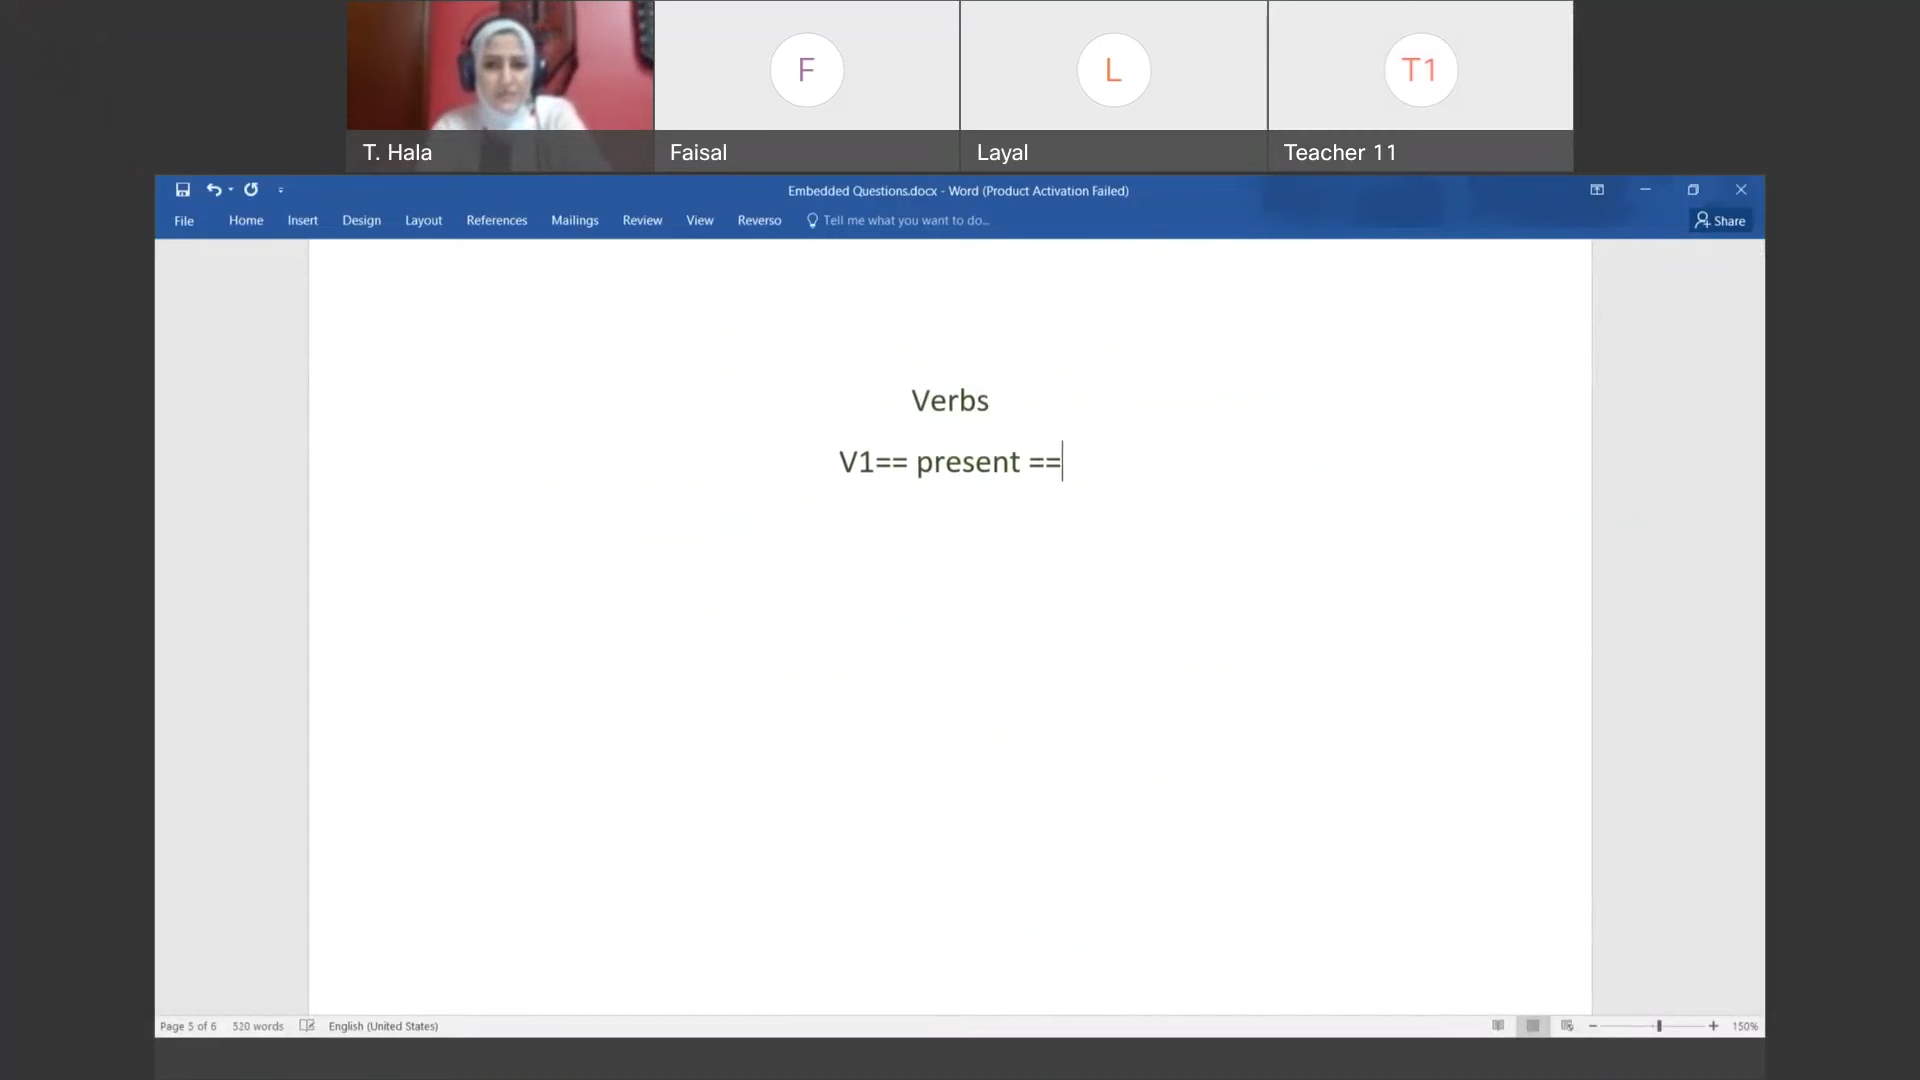 F
L
T1
T. Hala
Faisal
Layal
Teacher 11
Embedded Questions.docx - Word (Product Activation Failed)
File Home Insert Design Layout References Mailings Review View Reverso Tell me what you want to do... Share
Verbs
V1== present ==
Page 5 of 6 520 words English (United States) 150%